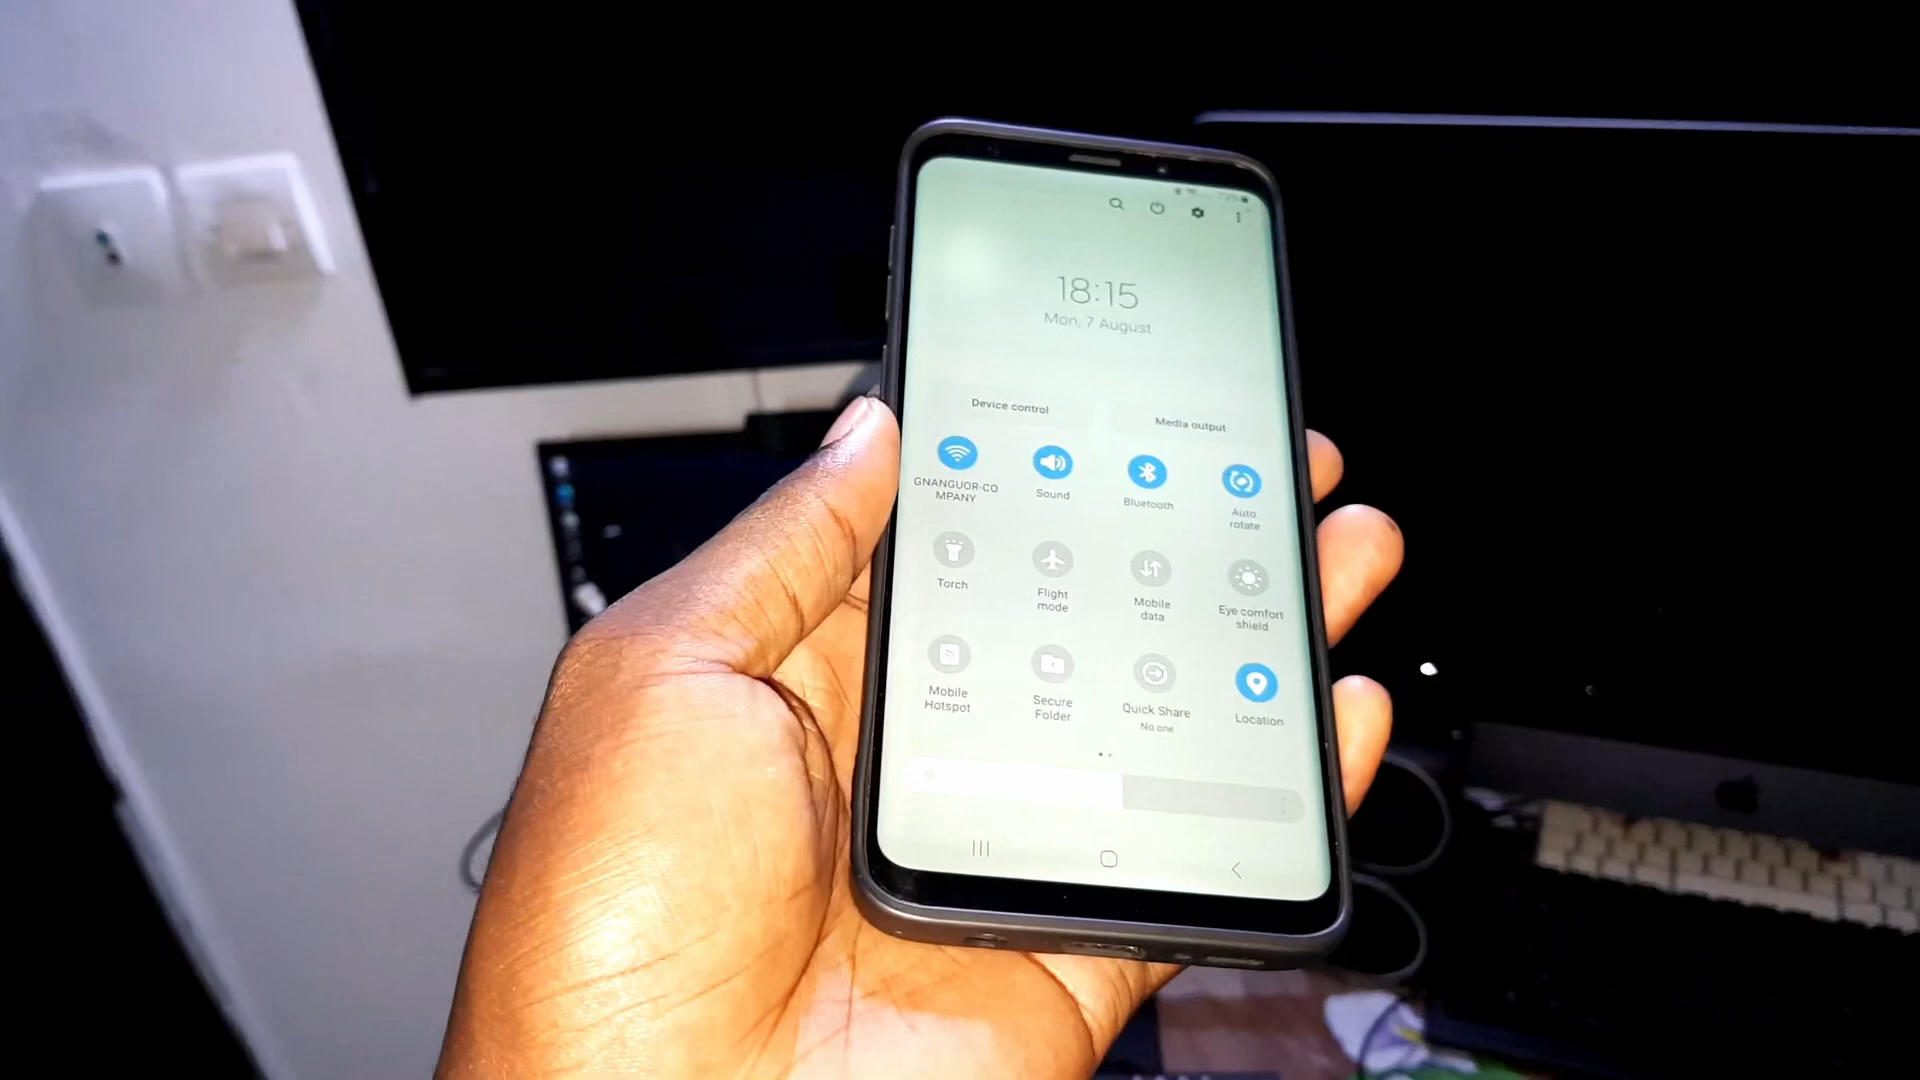 18:15
Mon, 7 August
Device control
Media output
GNANGUOR-CO
MPANY
Sound
Bluetooth
Auto
rotate
Torch
Flight
mode
Mobile
data
Eye comfort
shield
Mobile
Hotspot
Secure
Folder
Quick Share
No one
Location